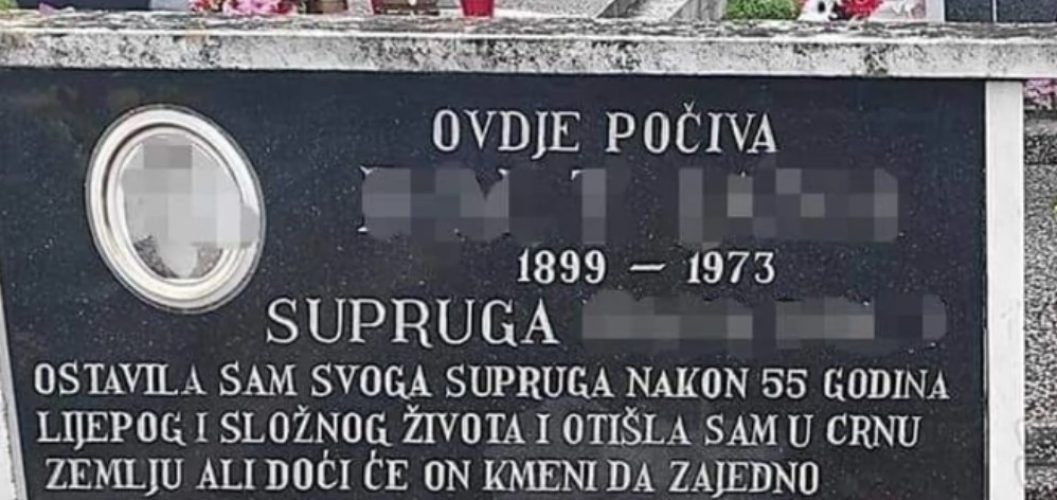 OVDJE POČIVA
1899 – 1973
SUPRUGA
OSTAVILA SAM SVOGA SUPRUGA NAKON 55 GODINA
LIJEPOG I SLOŽNOG ŽIVOTA I OTIŠLA SAM U CRNU
ZEMLJU ALI DOĆI ĆE ON KMENI DA ZAJEDNO